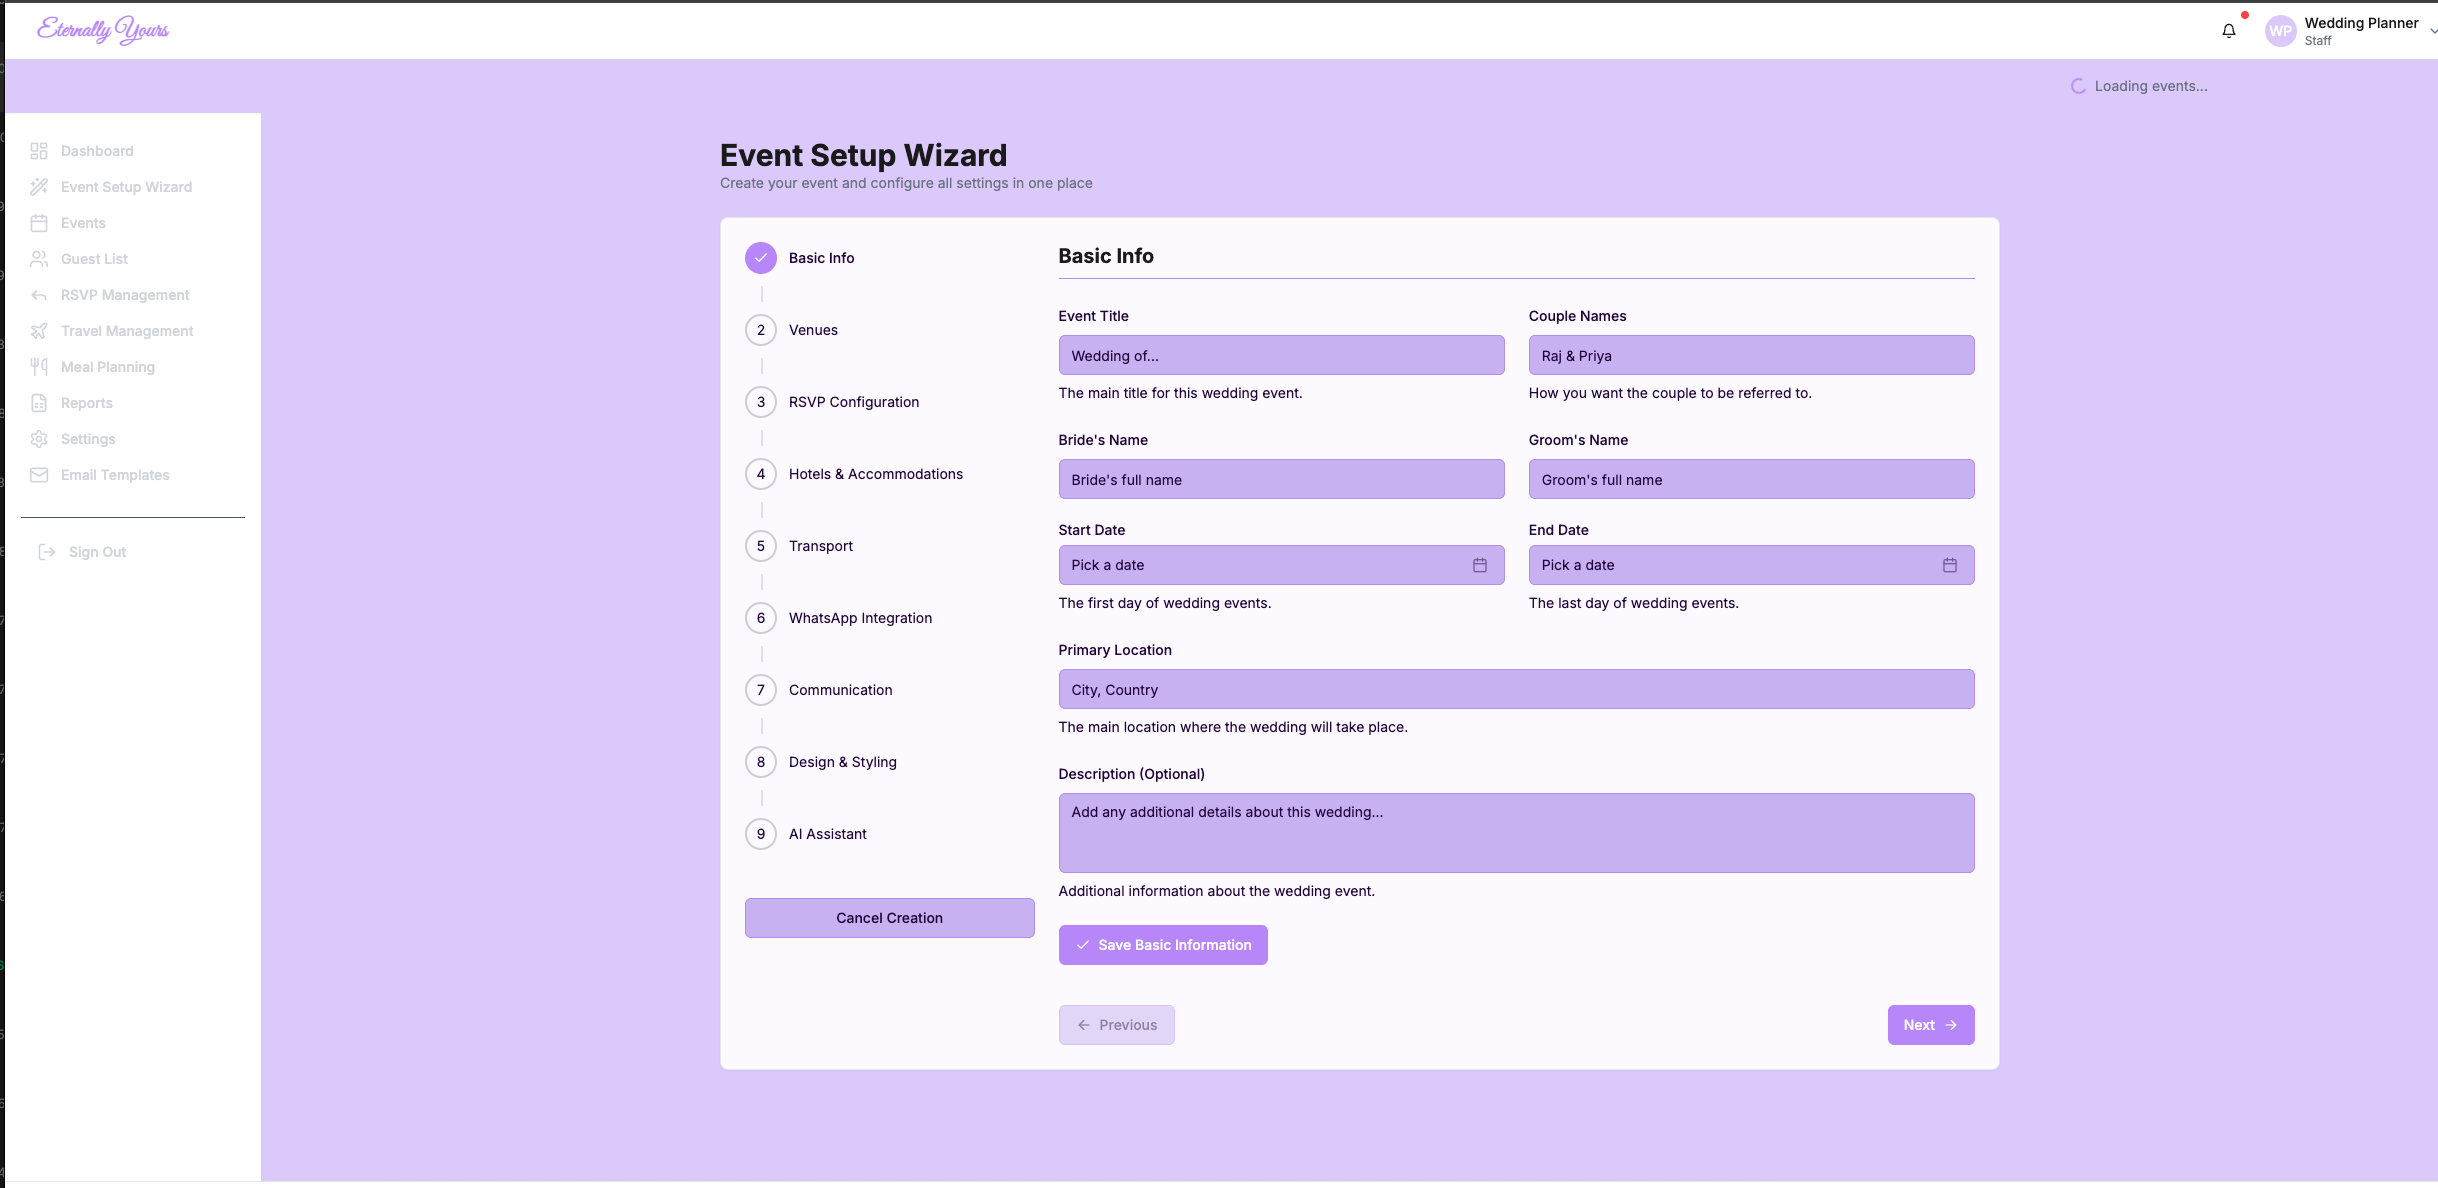 Eternally Yours
WP
Wedding Planner
Staff
Loading events...
Dashboard
Event Setup Wizard
Events
Guest List
RSVP Management
Travel Management
Meal Planning
Reports
Settings
Email Templates
Sign Out
Event Setup Wizard
Create your event and configure all settings in one place
Basic Info
2 Venues
3 RSVP Configuration
4 Hotels & Accommodations
5 Transport
6 WhatsApp Integration
7 Communication
8 Design & Styling
9 AI Assistant
Cancel Creation
Basic Info
Event Title
Wedding of...
The main title for this wedding event.
Couple Names
Raj & Priya
How you want the couple to be referred to.
Bride's Name
Bride's full name
Groom's Name
Groom's full name
Start Date
Pick a date
The first day of wedding events.
End Date
Pick a date
The last day of wedding events.
Primary Location
City, Country
The main location where the wedding will take place.
Description (Optional)
Add any additional details about this wedding...
Additional information about the wedding event.
Save Basic Information
Previous
Next